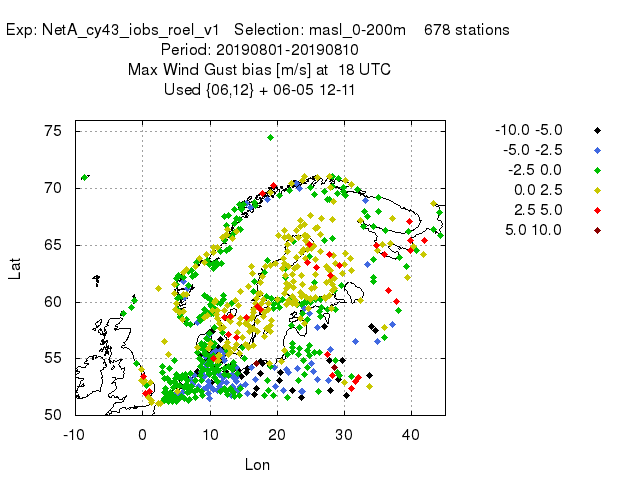 Exp: NetA_cy43_iobs_roel_v1 Selection: masl_0-200m 678 stations
Period: 20190801-20190810
Max Wind Gust bias [m/s] at 18 UTC
Used {06,12} + 06-05 12-11
-10.0 -5.0
-5.0 -2.5
-2.5 0.0
0.0 2.5
2.5 5.0
5.0 10.0
75
70
65
60
55
50
Lat
-10 0 10 20 30 40
Lon